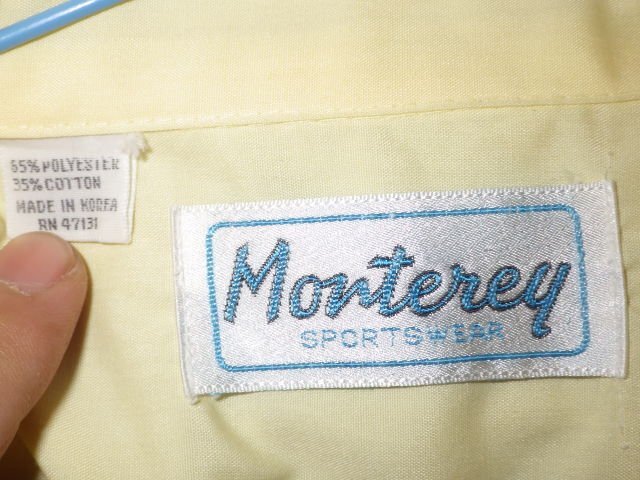 65% POLYESTER
35% COTTON
MADE IN KOREA
RN 47131
Monterey
SPORTSWEAR